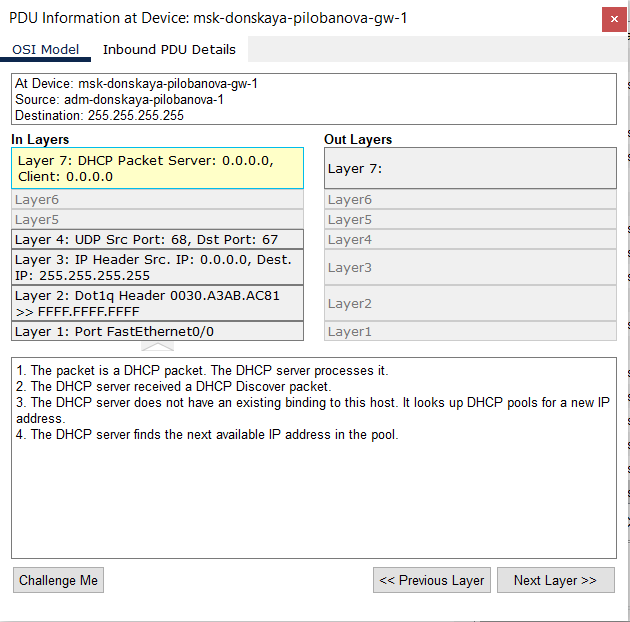 PDU Information at Device: msk-donskaya-pilobanova-gw-1
OSI Model Inbound PDU Details
At Device: msk-donskaya-pilobanova-gw-1
Source: adm-donskaya-pilobanova-1
Destination: 255.255.255.255
In Layers
Layer 7: DHCP Packet Server: 0.0.0.0,
Client: 0.0.0.0
Layer6
Layer5
Layer 4: UDP Src Port: 68, Dst Port: 67
Layer 3: IP Header Src. IP: 0.0.0.0, Dest.
IP: 255.255.255.255
Layer 2: Dot1q Header 0030.A3AB.AC81
>> FFFF.FFFF.FFFF
Layer 1: Port FastEthernet0/0
Out Layers
Layer 7:
Layer6
Layer5
Layer4
Layer3
Layer2
Layer1
1. The packet is a DHCP packet. The DHCP server processes it.
2. The DHCP server received a DHCP Discover packet.
3. The DHCP server does not have an existing binding to this host. It looks up DHCP pools for a new IP
address.
4. The DHCP server finds the next available IP address in the pool.
Challenge Me << Previous Layer Next Layer >>